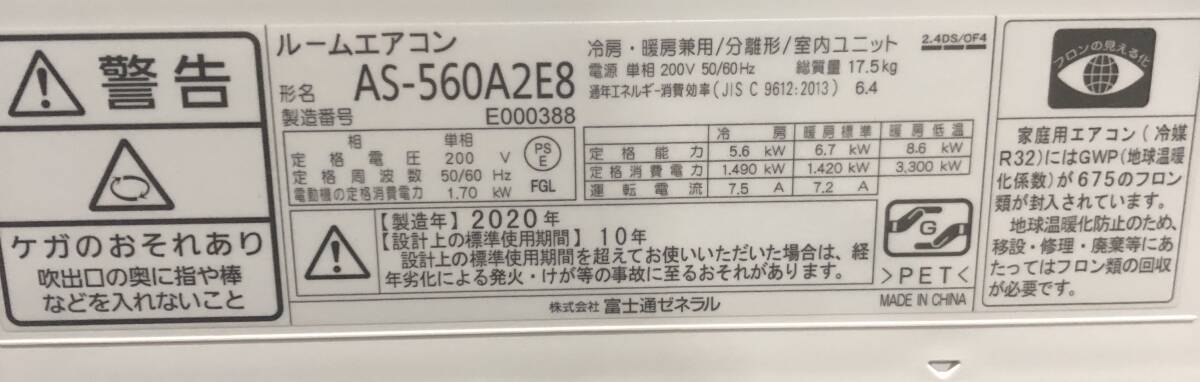 警告
ケガのおそれあり
吹出口の奥に指や棒
などを入れないこと
ルームエアコン
形名 AS-560A2E8
製造番号 E000388
冷房・暖房兼用/分離形/室内ユニット
2.4DS/OF4
電源 単相 200V 50/60Hz 総質量 17.5kg
通年エネルギー消費効率(JIS C 9612:2013) 6.4
相 単相
定格電圧 200 V
定格周波数 50/60 Hz
電動機の定格消費電力 1.70 kW
PS
E
FGL
冷房 暖房標準 暖房低温
定格能力 5.6 kW 6.7 kW 8.6 kW
定格消費電力 1,490 kW 1,420 kW 3,300 kW
運転電流 7.5 A 7.2 A
【製造年】2020年
【設計上の標準使用期間】10年
設計上の標準使用期間を超えてお使いいただいた場合は、経
年劣化による発火・けが等の事故に至るおそれがあります。
G
>PET<
株式会社 富士通ゼネラル
MADE IN CHINA
フロンの見える化
家庭用エアコン(冷媒
R32)にはGWP(地球温暖
化係数)が675のフロン
類が封入されています。
地球温暖化防止のため、
移設・修理・廃棄等にあ
たってはフロン類の回収
が必要です。